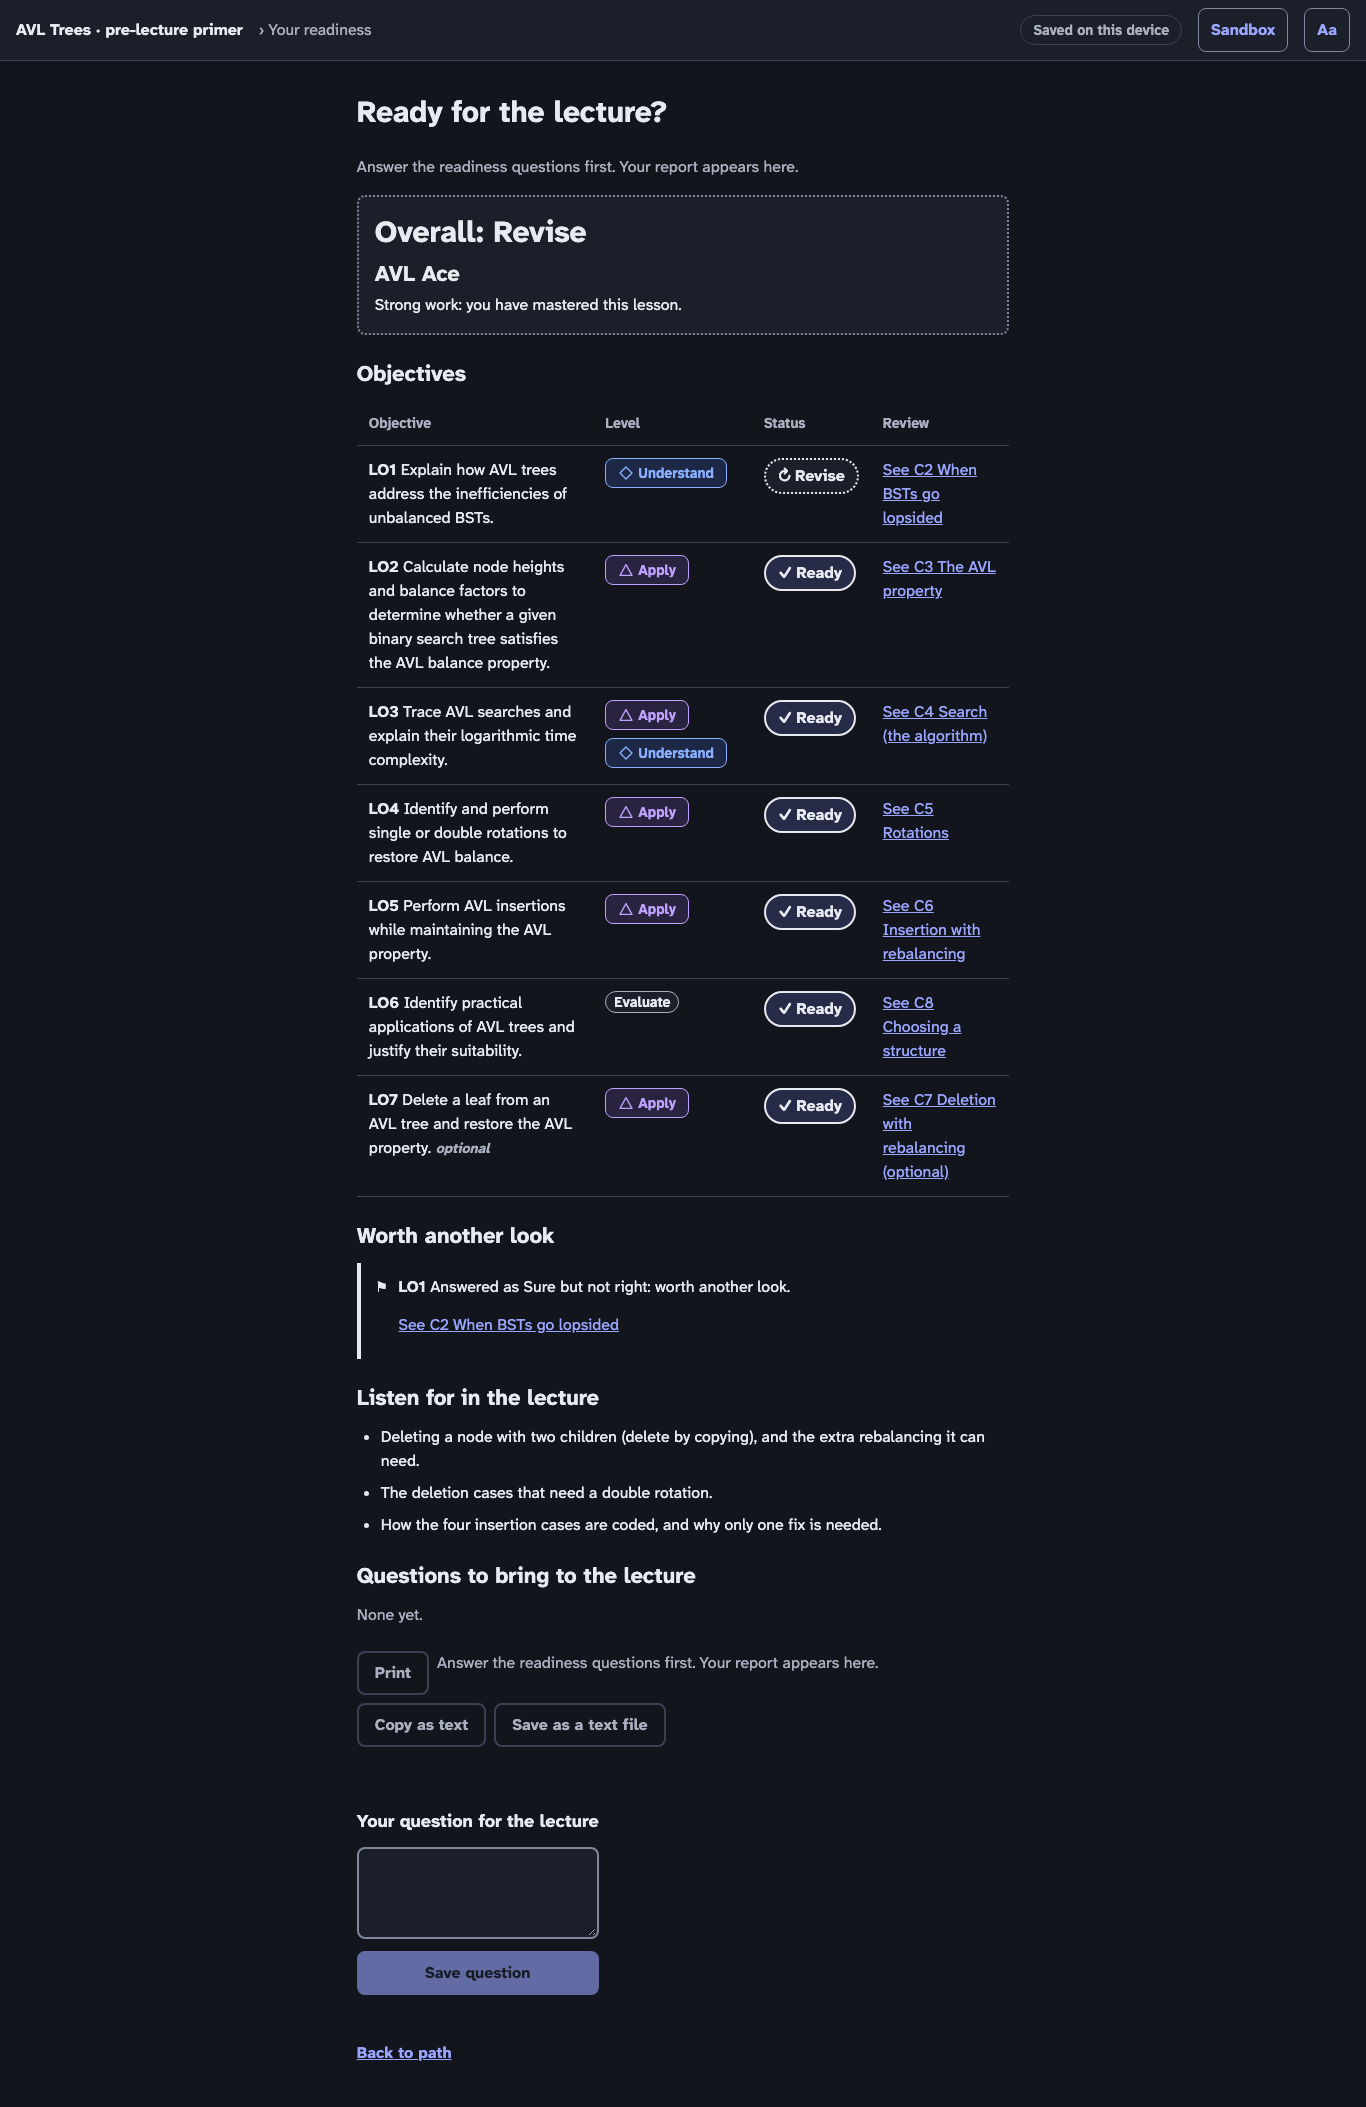 AVL Trees · pre-lecture primer › Your readiness
Saved on this device
Sandbox
Aa
Ready for the lecture?
Answer the readiness questions first. Your report appears here.
Overall: Revise
AVL Ace
Strong work: you have mastered this lesson.
Objectives
Objective Level Status Review
LO1 Explain how AVL trees
address the inefficiencies of
unbalanced BSTs.
◇ Understand
↻ Revise
See C2 When
BSTs go
lopsided
LO2 Calculate node heights
and balance factors to
determine whether a given
binary search tree satisfies
the AVL balance property.
△ Apply
✓ Ready
See C3 The AVL
property
LO3 Trace AVL searches and
explain their logarithmic time
complexity.
△ Apply
◇ Understand
✓ Ready
See C4 Search
(the algorithm)
LO4 Identify and perform
single or double rotations to
restore AVL balance.
△ Apply
✓ Ready
See C5
Rotations
LO5 Perform AVL insertions
while maintaining the AVL
property.
△ Apply
✓ Ready
See C6
Insertion with
rebalancing
LO6 Identify practical
applications of AVL trees and
justify their suitability.
Evaluate
✓ Ready
See C8
Choosing a
structure
LO7 Delete a leaf from an
AVL tree and restore the AVL
property. optional
△ Apply
✓ Ready
See C7 Deletion
with
rebalancing
(optional)
Worth another look
⚑ LO1 Answered as Sure but not right: worth another look.
See C2 When BSTs go lopsided
Listen for in the lecture
• Deleting a node with two children (delete by copying), and the extra rebalancing it can
need.
• The deletion cases that need a double rotation.
• How the four insertion cases are coded, and why only one fix is needed.
Questions to bring to the lecture
None yet.
Print
Answer the readiness questions first. Your report appears here.
Copy as text
Save as a text file
Your question for the lecture
Save question
Back to path